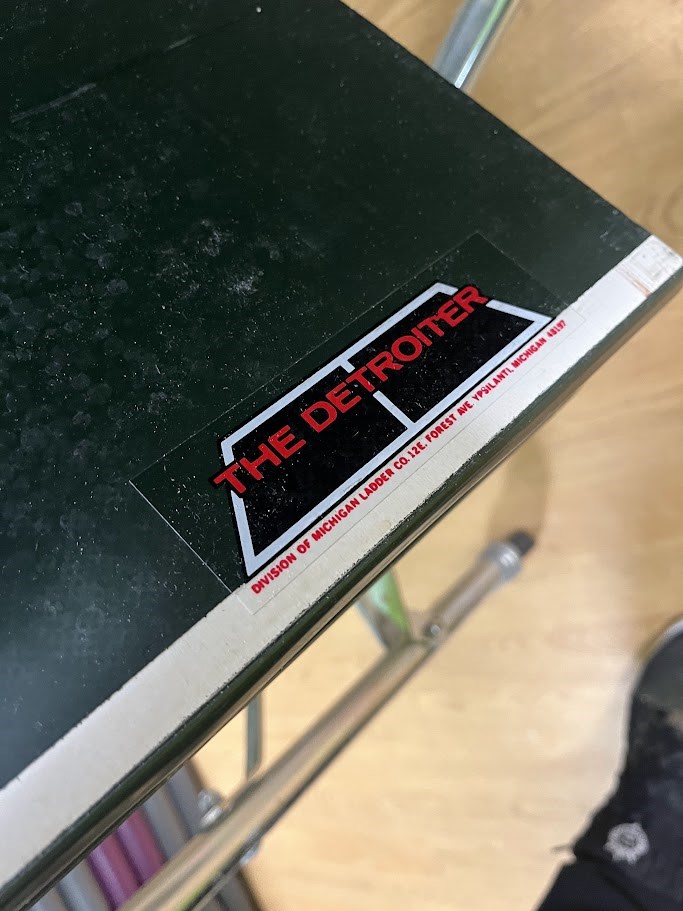 THE DETROITER
DIVISION OF MICHIGAN LADDER CO. 12 E. FOREST AVE. YPSILANTI, MICHIGAN 48197